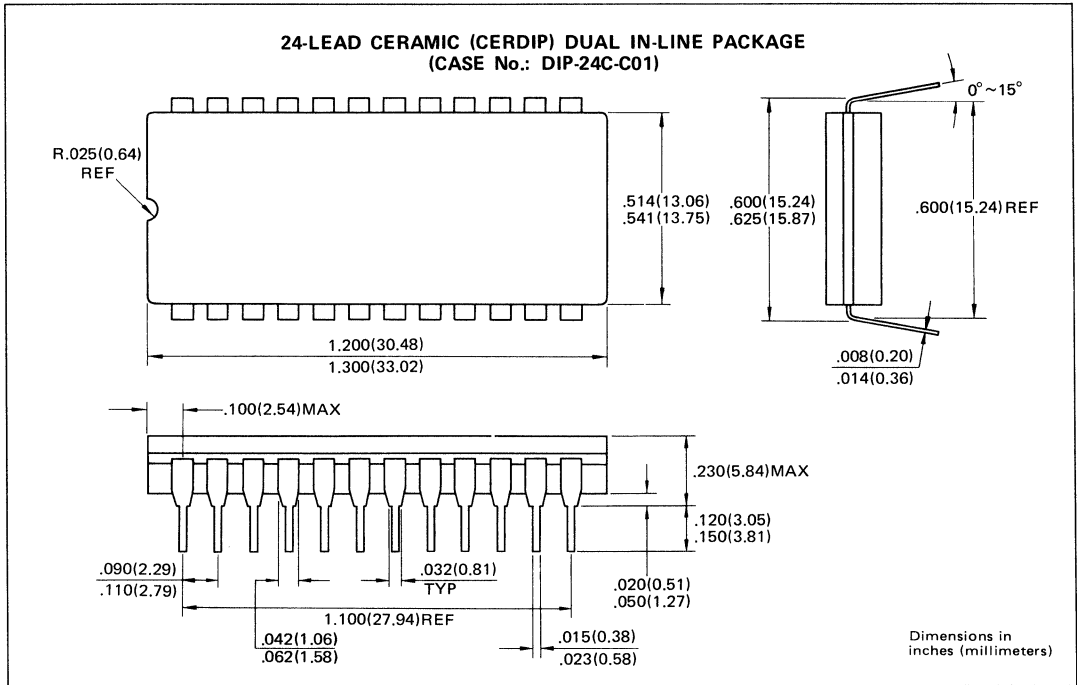 24-LEAD CERAMIC (CERDIP) DUAL IN-LINE PACKAGE
(CASE No.: DIP-24C-C01)
R.025(0.64)
REF
.514(13.06)
.541(13.75)
.600(15.24)
.625(15.87)
0°~15°
.600(15.24)REF
1.200(30.48)
1.300(33.02)
.008(0.20)
.014(0.36)
.100(2.54)MAX
.230(5.84)MAX
.120(3.05)
.150(3.81)
.090(2.29)
.110(2.79)
.032(0.81)
TYP
.020(0.51)
.050(1.27)
1.100(27.94)REF
.042(1.06)
.062(1.58)
.015(0.38)
.023(0.58)
Dimensions in
inches (millimeters)